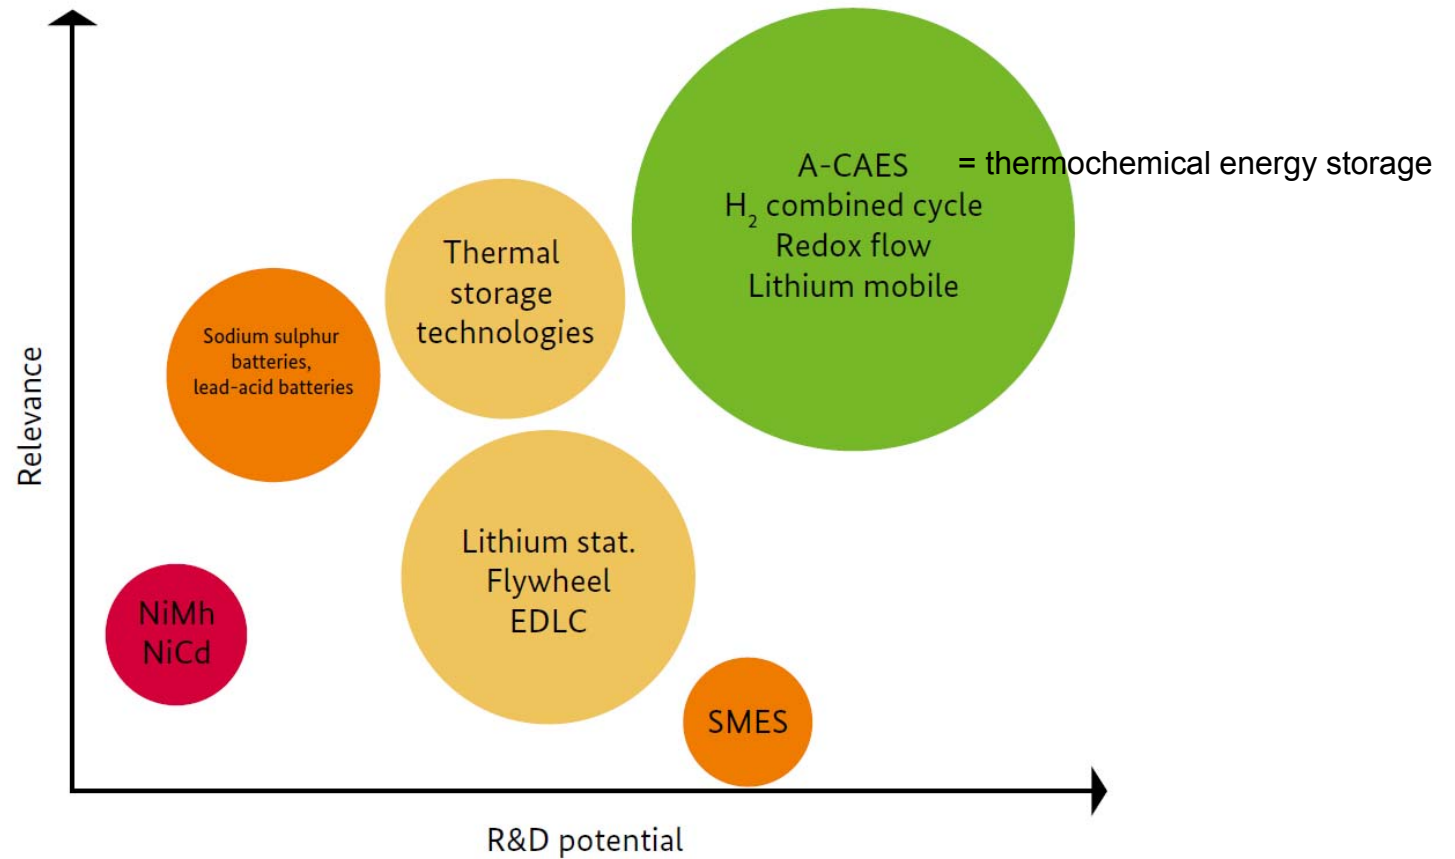 A-CAES = thermochemical energy storage
H₂ combined cycle
Redox flow
Lithium mobile
Thermal
storage
technologies
Sodium sulphur
batteries,
lead-acid batteries
Relevance
Lithium stat.
Flywheel
EDLC
NiMh
NiCd
SMES
R&D potential